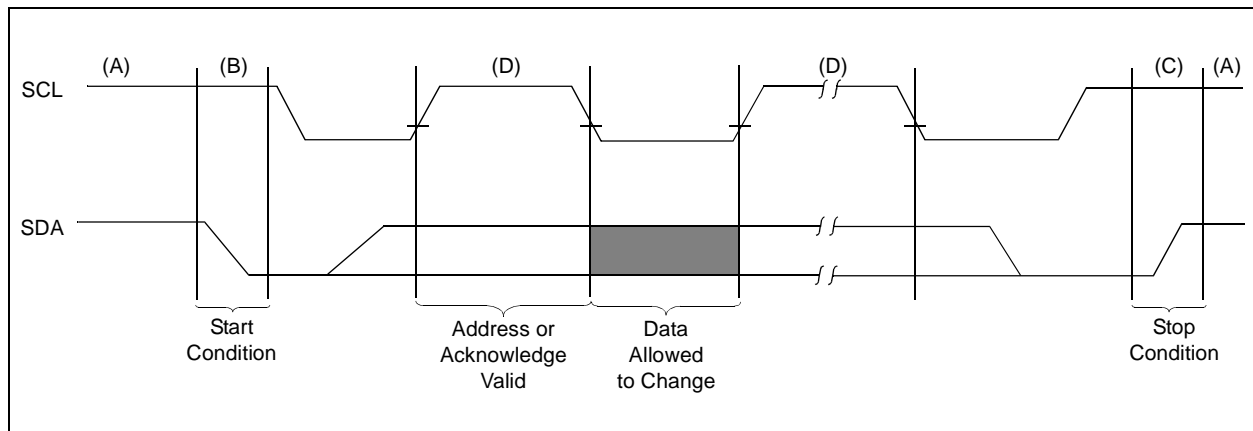 (A) (B) (D) (D) (C) (A)
SCL
SDA
Start
Condition
Address or
Acknowledge
Valid
Data
Allowed
to Change
Stop
Condition